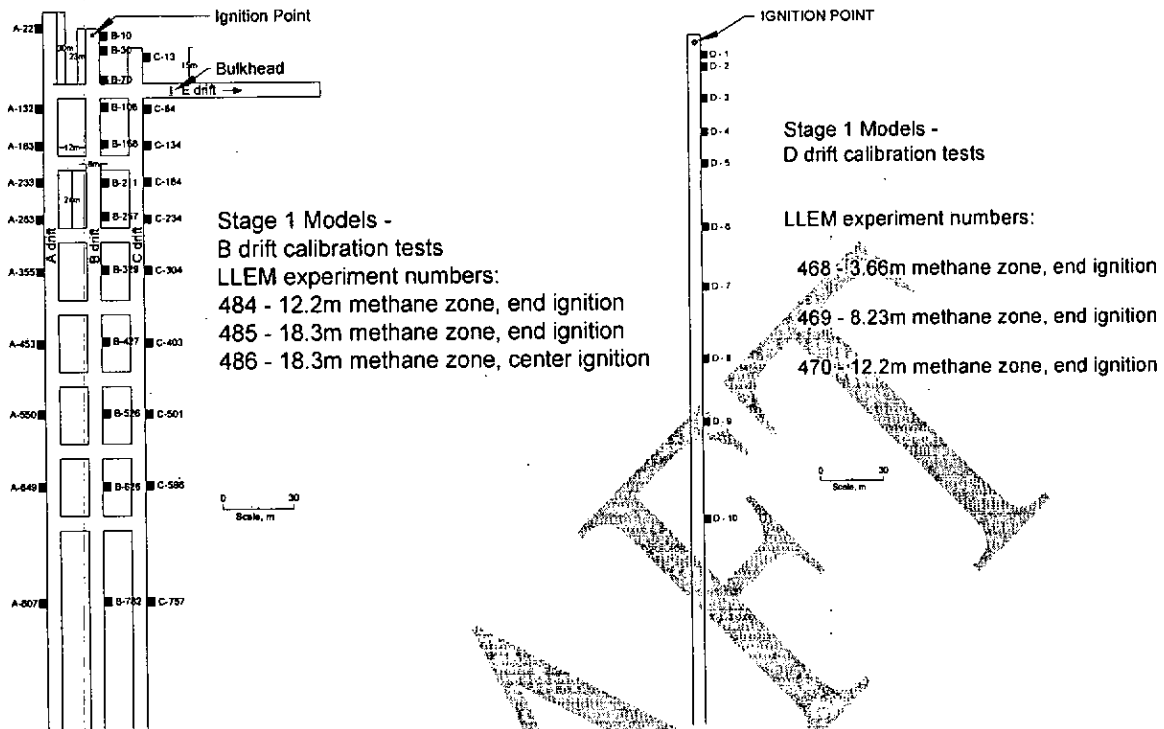 A-22
Ignition Point
B-10
B-30
C-13
30m
23m
15m
Bulkhead
B-70
E drift
A-132
B-106
C-84
A-183
12m
B-158
C-134
A-233
B-211
C-184
24m
B-257
C-234
A drift
B drift
C drift
A-355
B-329
C-304
A-453
B-427
C-403
A-550
B-526
C-501
A-649
B-626
C-598
A-807
B-782
C-757
Stage 1 Models -
B drift calibration tests
LLEM experiment numbers:
484 - 12.2m methane zone, end ignition
485 - 18.3m methane zone, end ignition
486 - 18.3m methane zone, center ignition
0 30
Scale, m
IGNITION POINT
D - 1
D - 2
D - 3
D - 4
D - 5
D - 6
D - 7
D - 8
D - 9
D - 10
Stage 1 Models -
D drift calibration tests
LLEM experiment numbers:
468 - 3.66m methane zone, end ignition
469 - 8.23m methane zone, end ignition
470 - 12.2m methane zone, end ignition
0 30
Scale, m